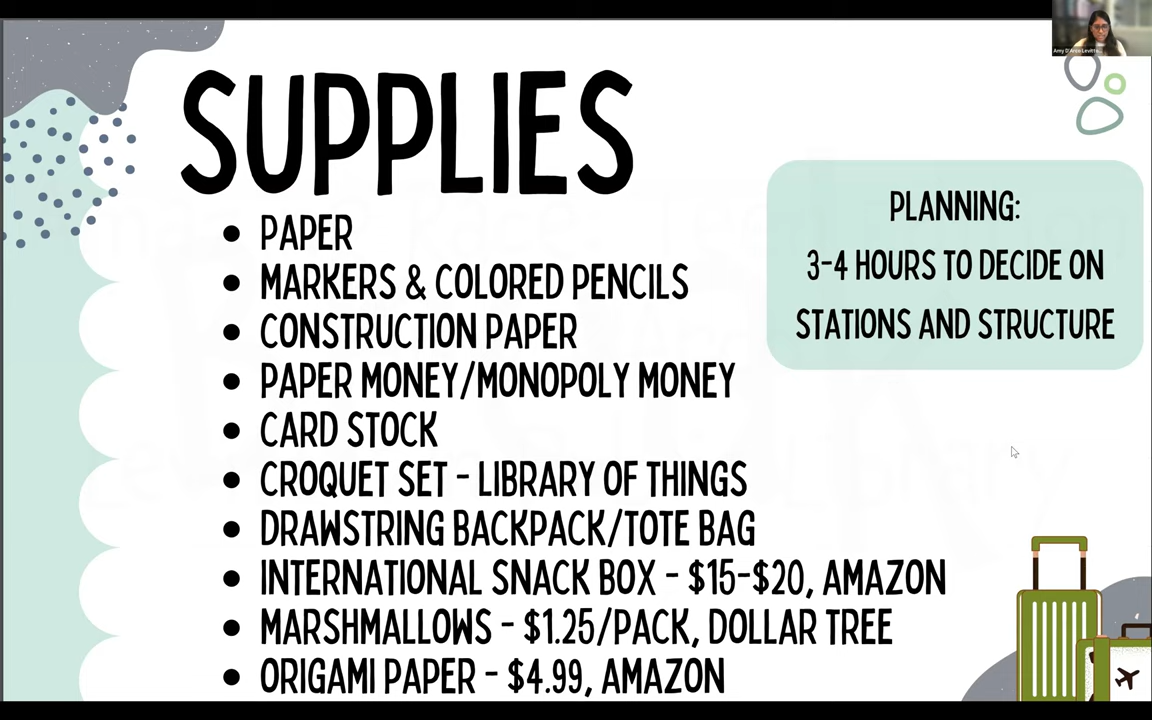 SUPPLIES
PAPER
MARKERS & COLORED PENCILS
CONSTRUCTION PAPER
PAPER MONEY/MONOPOLY MONEY
CARD STOCK
CROQUET SET - LIBRARY OF THINGS
DRAWSTRING BACKPACK/TOTE BAG
INTERNATIONAL SNACK BOX - $15-$20, AMAZON
MARSHMALLOWS - $1.25/PACK, DOLLAR TREE
ORIGAMI PAPER - $4.99, AMAZON
PLANNING:
3-4 HOURS TO DECIDE ON
STATIONS AND STRUCTURE